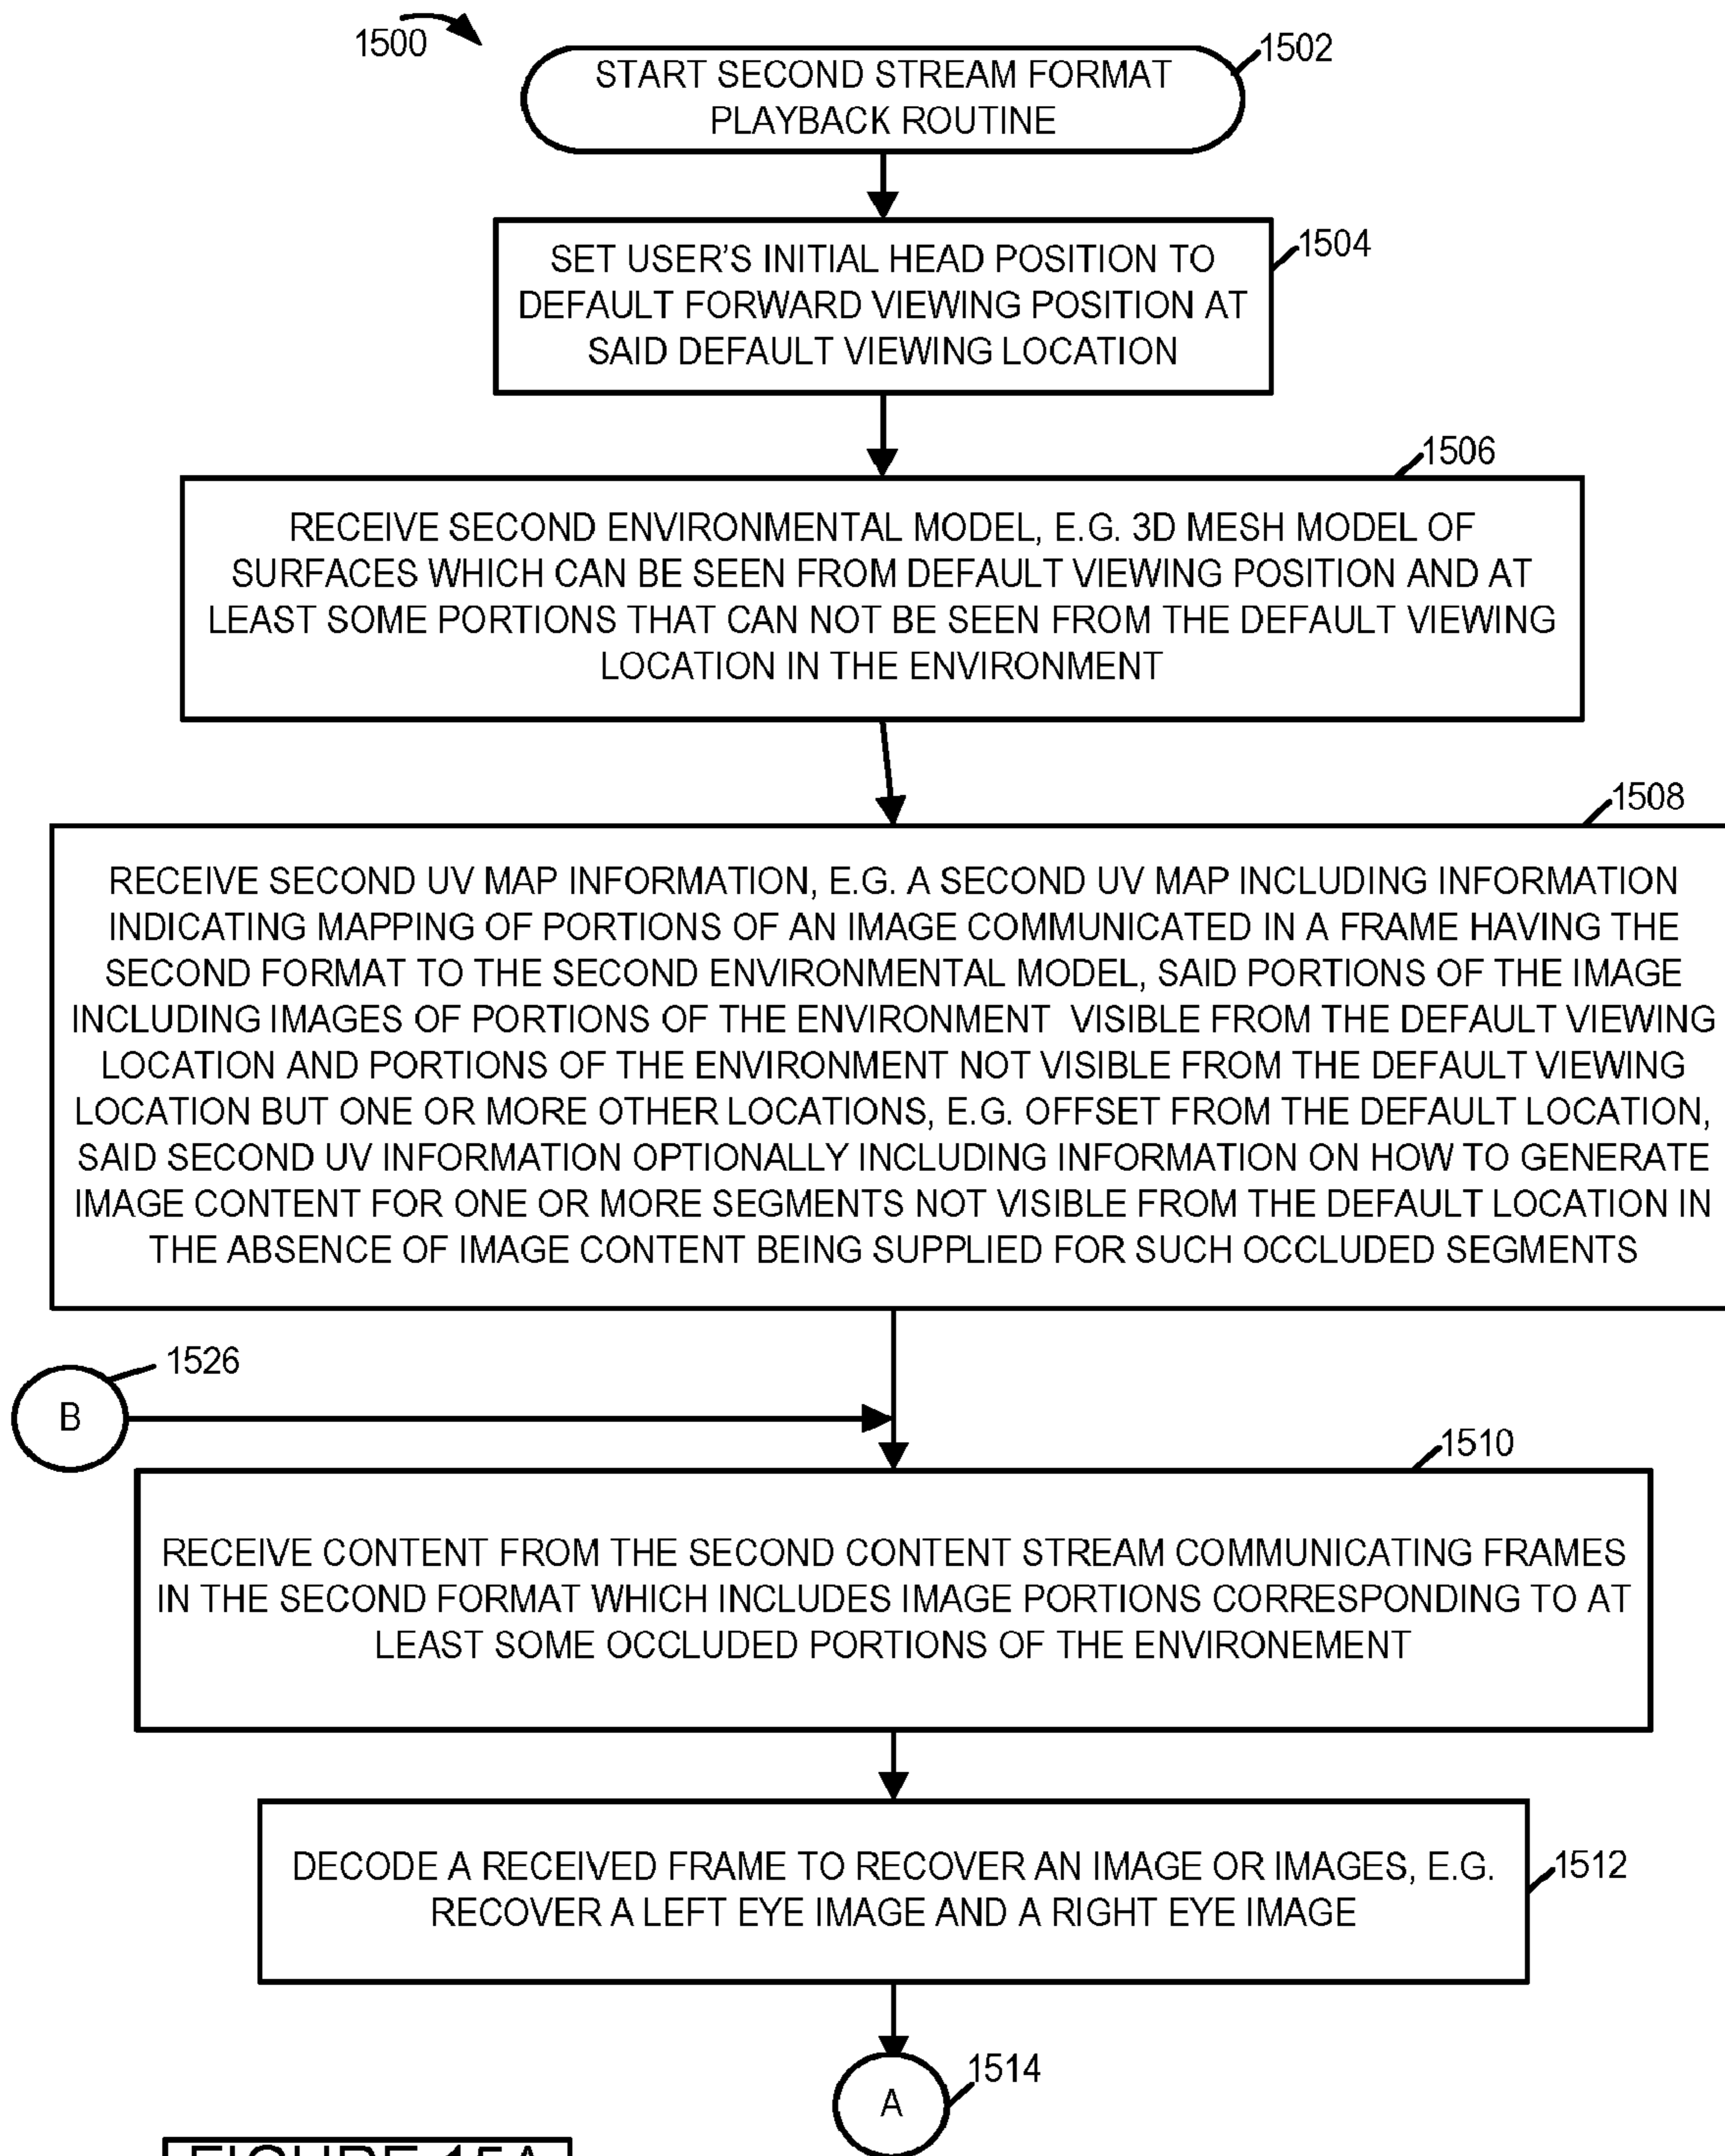 1500
1502
START SECOND STREAM FORMAT
PLAYBACK ROUTINE
1504
SET USER'S INITIAL HEAD POSITION TO
DEFAULT FORWARD VIEWING POSITION AT
SAID DEFAULT VIEWING LOCATION
1506
RECEIVE SECOND ENVIRONMENTAL MODEL, E.G. 3D MESH MODEL OF
SURFACES WHICH CAN BE SEEN FROM DEFAULT VIEWING POSITION AND AT
LEAST SOME PORTIONS THAT CAN NOT BE SEEN FROM THE DEFAULT VIEWING
LOCATION IN THE ENVIRONMENT
1508
RECEIVE SECOND UV MAP INFORMATION, E.G. A SECOND UV MAP INCLUDING INFORMATION
INDICATING MAPPING OF PORTIONS OF AN IMAGE COMMUNICATED IN A FRAME HAVING THE
SECOND FORMAT TO THE SECOND ENVIRONMENTAL MODEL, SAID PORTIONS OF THE IMAGE
INCLUDING IMAGES OF PORTIONS OF THE ENVIRONMENT VISIBLE FROM THE DEFAULT VIEWING
LOCATION AND PORTIONS OF THE ENVIRONMENT NOT VISIBLE FROM THE DEFAULT VIEWING
LOCATION BUT ONE OR MORE OTHER LOCATIONS, E.G. OFFSET FROM THE DEFAULT LOCATION,
SAID SECOND UV INFORMATION OPTIONALLY INCLUDING INFORMATION ON HOW TO GENERATE
IMAGE CONTENT FOR ONE OR MORE SEGMENTS NOT VISIBLE FROM THE DEFAULT LOCATION IN
THE ABSENCE OF IMAGE CONTENT BEING SUPPLIED FOR SUCH OCCLUDED SEGMENTS
1526
B
1510
RECEIVE CONTENT FROM THE SECOND CONTENT STREAM COMMUNICATING FRAMES
IN THE SECOND FORMAT WHICH INCLUDES IMAGE PORTIONS CORRESPONDING TO AT
LEAST SOME OCCLUDED PORTIONS OF THE ENVIRONEMENT
1512
DECODE A RECEIVED FRAME TO RECOVER AN IMAGE OR IMAGES, E.G.
RECOVER A LEFT EYE IMAGE AND A RIGHT EYE IMAGE
1514
A
FIGURE 15A